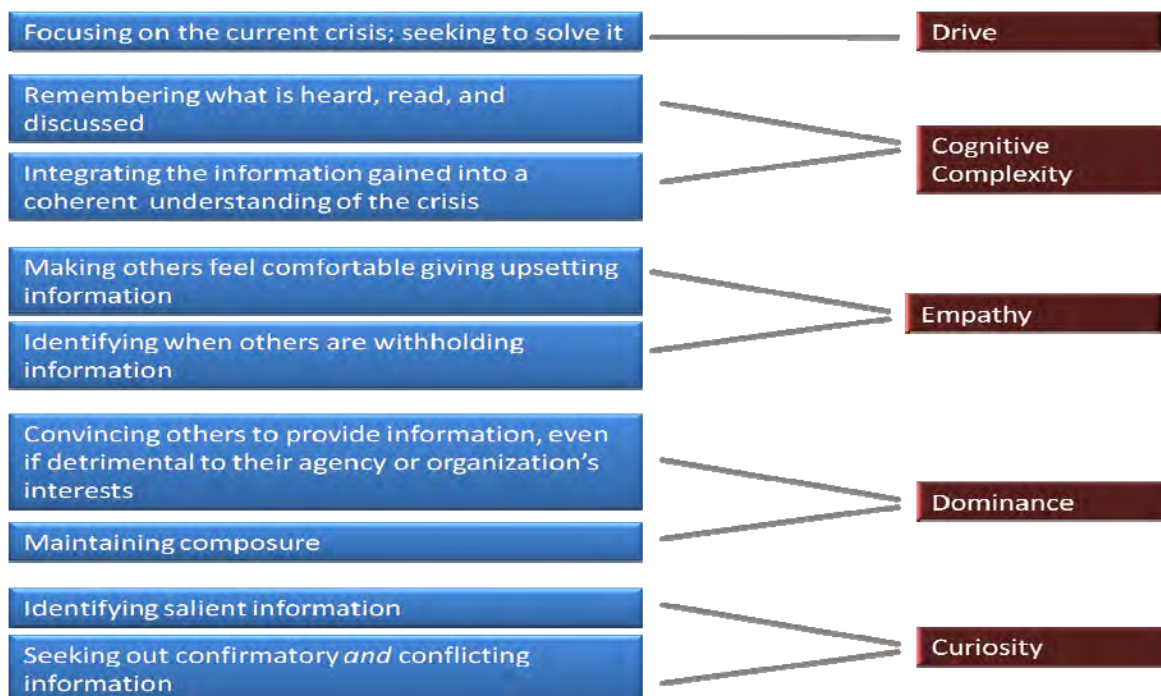 Focusing on the current crisis; seeking to solve it
Drive
Remembering what is heard, read, and
discussed
Integrating the information gained into a
coherent understanding of the crisis
Cognitive
Complexity
Making others feel comfortable giving upsetting
information
Identifying when others are withholding
information
Empathy
Convincing others to provide information, even
if detrimental to their agency or organization's
interests
Maintaining composure
Dominance
Identifying salient information
Seeking out confirmatory and conflicting
information
Curiosity